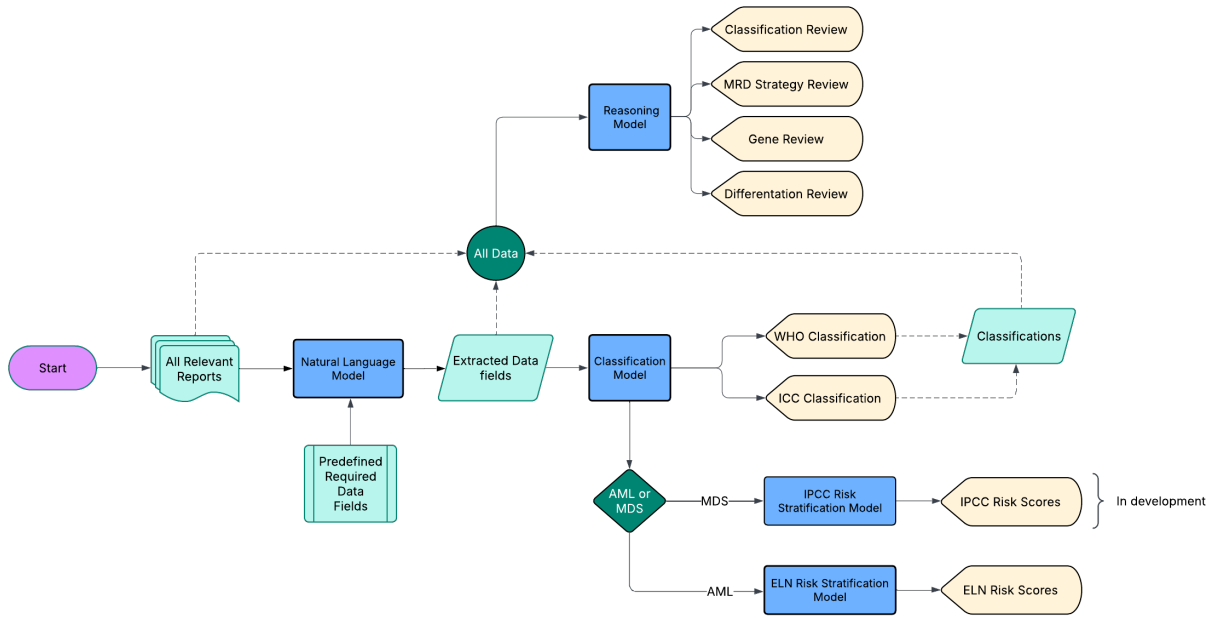 Classification Review
MRD Strategy Review
Reasoning
Model
Gene Review
Differentation Review
All Data
WHO Classification
Classifications
Start
All Relevant
Reports
Natural Language
Model
Extracted Data
fields
Classification
Model
ICC Classification
Predefined
Required
Data
Fields
AML or
MDS
MDS
IPCC Risk
Stratification Model
IPCC Risk Scores
In development
AML
ELN Risk Stratification
Model
ELN Risk Scores